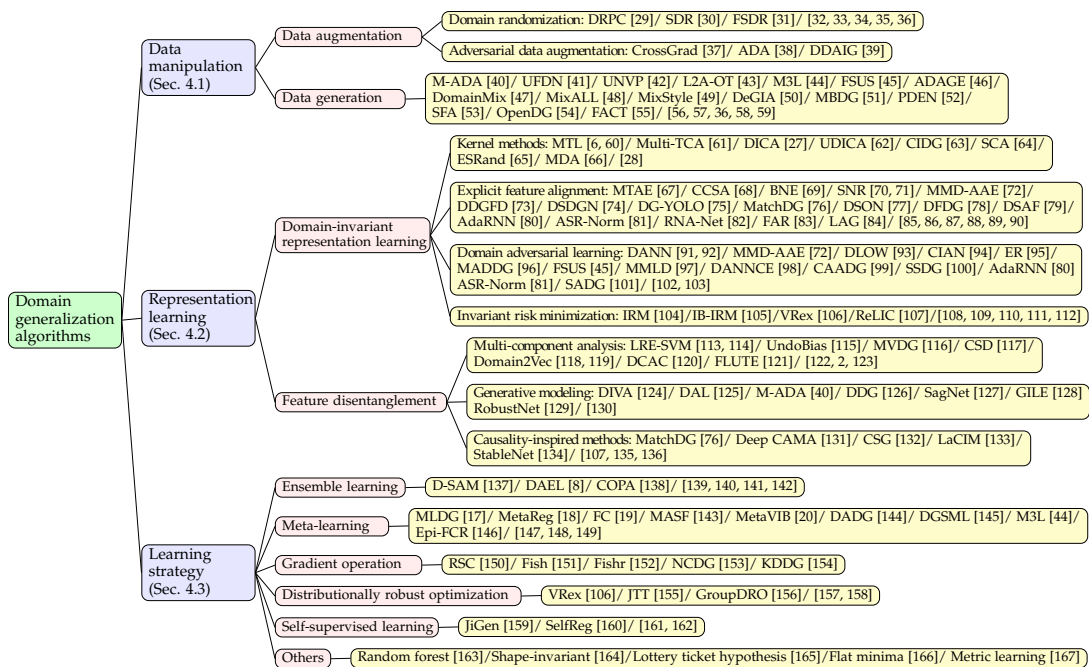 Domain
generalization
algorithms
Data
manipulation
(Sec. 4.1)
Data augmentation
Domain randomization: DRPC [29]/ SDR [30]/ FSDR [31]/ [32, 33, 34, 35, 36]
Adversarial data augmentation: CrossGrad [37]/ ADA [38]/ DDAIG [39]
Data generation
M-ADA [40]/ UFDN [41]/ UNVP [42]/ L2A-OT [43]/ M3L [44]/ FSUS [45]/ ADAGE [46]/
DomainMix [47]/ MixALL [48]/ MixStyle [49]/ DeGIA [50]/ MBDG [51]/ PDEN [52]/
SFA [53]/ OpenDG [54]/ FACT [55]/ [56, 57, 36, 58, 59]
Representation
learning
(Sec. 4.2)
Domain-invariant
representation learning
Kernel methods: MTL [6, 60]/ Multi-TCA [61]/ DICA [27]/ UDICA [62]/ CIDG [63]/ SCA [64]/
ESRand [65]/ MDA [66]/ [28]
Explicit feature alignment: MTAE [67]/ CCSA [68]/ BNE [69]/ SNR [70, 71]/ MMD-AAE [72]/
DDGFD [73]/ DSDGN [74]/ DG-YOLO [75]/ MatchDG [76]/ DSON [77]/ DFDG [78]/ DSAF [79]/
AdaRNN [80]/ ASR-Norm [81]/ RNA-Net [82]/ FAR [83]/ LAG [84]/ [85, 86, 87, 88, 89, 90]
Domain adversarial learning: DANN [91, 92]/ MMD-AAE [72]/ DLOW [93]/ CIAN [94]/ ER [95]/
MADDG [96]/ FSUS [45]/ MMLD [97]/ DANNCE [98]/ CAADG [99]/ SSDG [100]/ AdaRNN [80]
ASR-Norm [81]/ SADG [101]/ [102, 103]
Invariant risk minimization: IRM [104]/IB-IRM [105]/VRex [106]/ReLIC [107]/[108, 109, 110, 111, 112]
Feature disentanglement
Multi-component analysis: LRE-SVM [113, 114]/ UndoBias [115]/ MVDG [116]/ CSD [117]/
Domain2Vec [118, 119]/ DCAC [120]/ FLUTE [121]/ [122, 2, 123]
Generative modeling: DIVA [124]/ DAL [125]/ M-ADA [40]/ DDG [126]/ SagNet [127]/ GILE [128]
RobustNet [129]/ [130]
Causality-inspired methods: MatchDG [76]/ Deep CAMA [131]/ CSG [132]/ LaCIM [133]/
StableNet [134]/ [107, 135, 136]
Learning
strategy
(Sec. 4.3)
Ensemble learning
D-SAM [137]/ DAEL [8]/ COPA [138]/ [139, 140, 141, 142]
Meta-learning
MLDG [17]/ MetaReg [18]/ FC [19]/ MASF [143]/ MetaVIB [20]/ DADG [144]/ DGSML [145]/ M3L [44]/
Epi-FCR [146]/ [147, 148, 149]
Gradient operation
RSC [150]/ Fish [151]/ Fishr [152]/ NCDG [153]/ KDDG [154]
Distributionally robust optimization
VRex [106]/ JTT [155]/ GroupDRO [156]/ [157, 158]
Self-supervised learning
JiGen [159]/ SelfReg [160]/ [161, 162]
Others
Random forest [163]/Shape-invariant [164]/Lottery ticket hypothesis [165]/Flat minima [166]/ Metric learning [167]